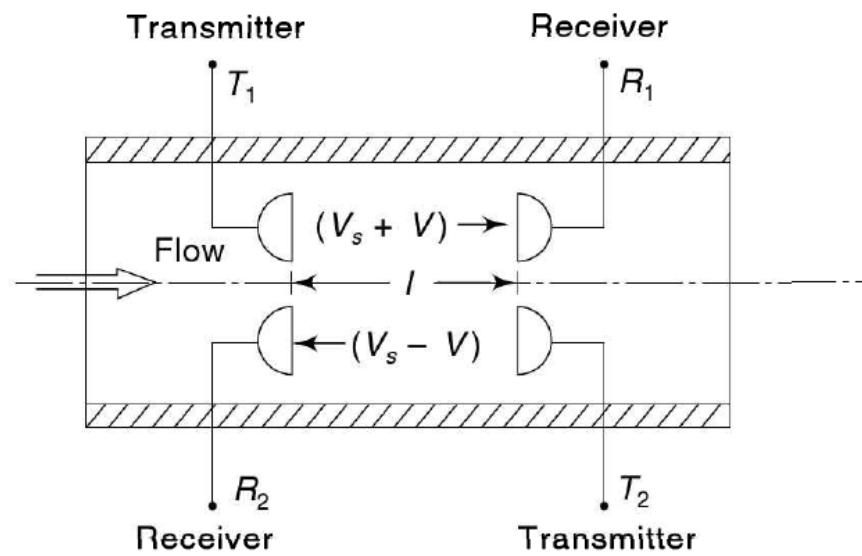 Transmitter Receiver
T₁ R₁
(Vₛ + V)
Flow
l
(Vₛ − V)
R₂ T₂
Receiver Transmitter